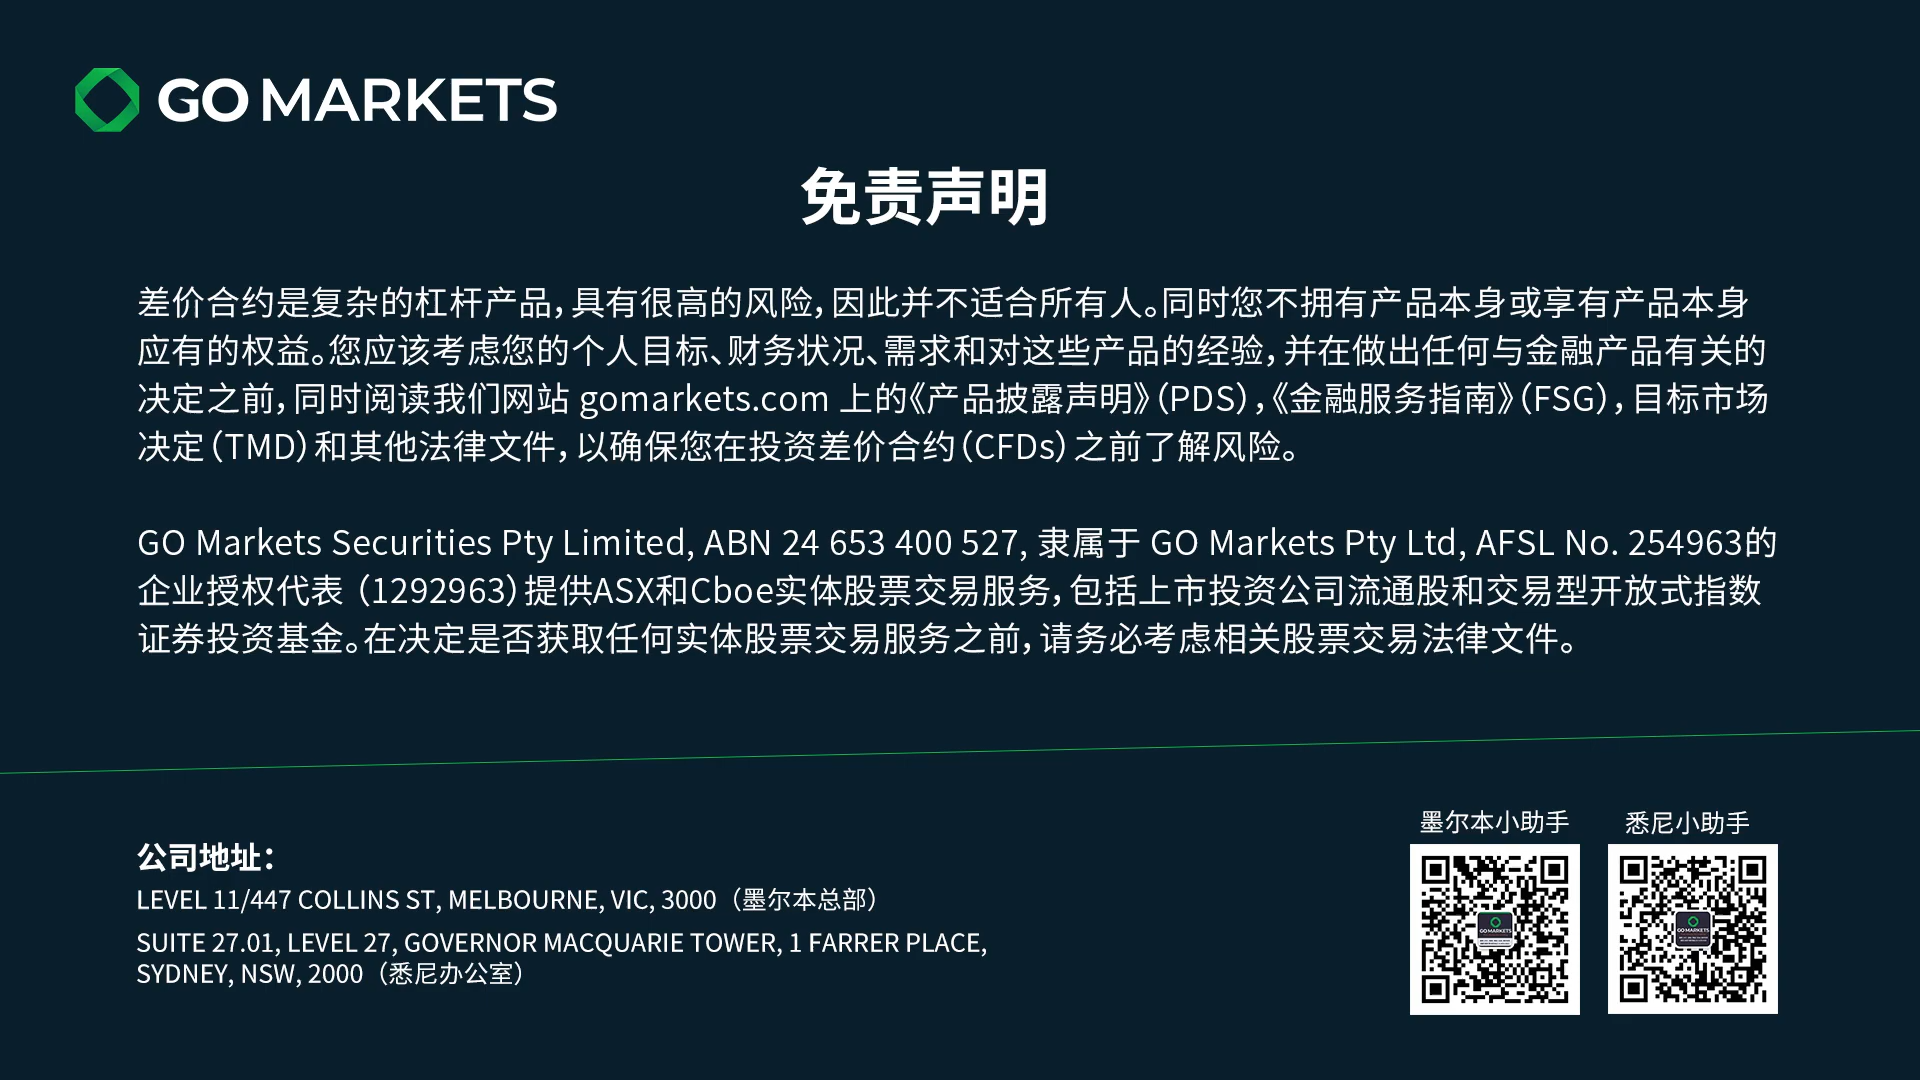 GO MARKETS
免责声明
差价合约是复杂的杠杆产品，具有很高的风险，因此并不适合所有人。同时您不拥有产品本身或享有产品本身
应有的权益。您应该考虑您的个人目标、财务状况、需求和对这些产品的经验，并在做出任何与金融产品有关的
决定之前，同时阅读我们网站 gomarkets.com 上的《产品披露声明》（PDS），《金融服务指南》（FSG），目标市场
决定（TMD）和其他法律文件，以确保您在投资差价合约（CFDs）之前了解风险。
GO Markets Securities Pty Limited, ABN 24 653 400 527, 隶属于 GO Markets Pty Ltd, AFSL No. 254963的
企业授权代表（1292963）提供ASX和Cboe实体股票交易服务，包括上市投资公司流通股和交易型开放式指数
证券投资基金。在决定是否获取任何实体股票交易服务之前，请务必考虑相关股票交易法律文件。
公司地址：
LEVEL 11/447 COLLINS ST, MELBOURNE, VIC, 3000（墨尔本总部）
SUITE 27.01, LEVEL 27, GOVERNOR MACQUARIE TOWER, 1 FARRER PLACE,
SYDNEY, NSW, 2000（悉尼办公室）
墨尔本小助手
悉尼小助手
GO MARKETS
GO MARKETS